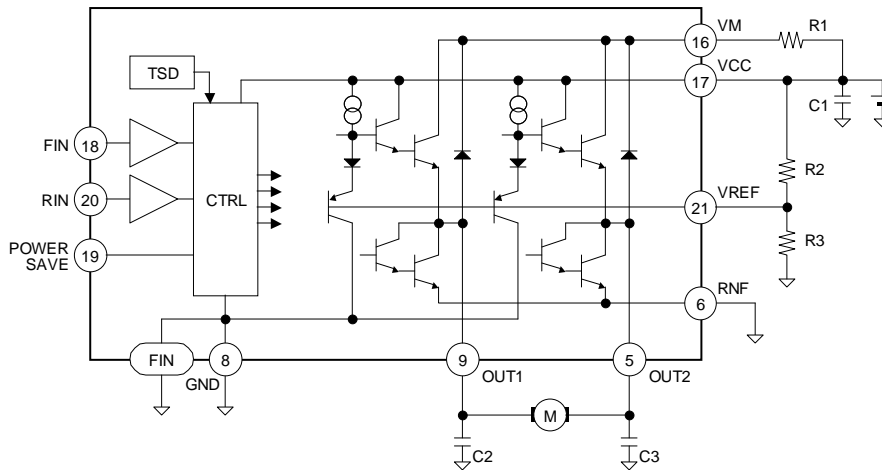 VM
R1
16
TSD
VCC
17
C1
FIN
18
RIN
20
CTRL
R2
VREF
21
POWER
SAVE
19
R3
RNF
6
FIN
8
GND
9
OUT1
5
OUT2
M
C2
C3